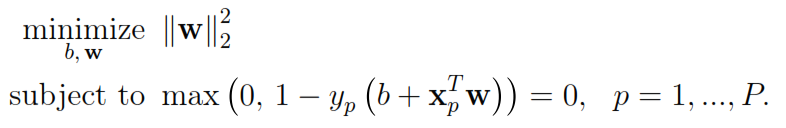 minimize ‖𝐰‖₂²
b, 𝐰
subject to max (0, 1 − yₚ (b + 𝐱ₚᵀ𝐰)) = 0, p = 1, ..., P.